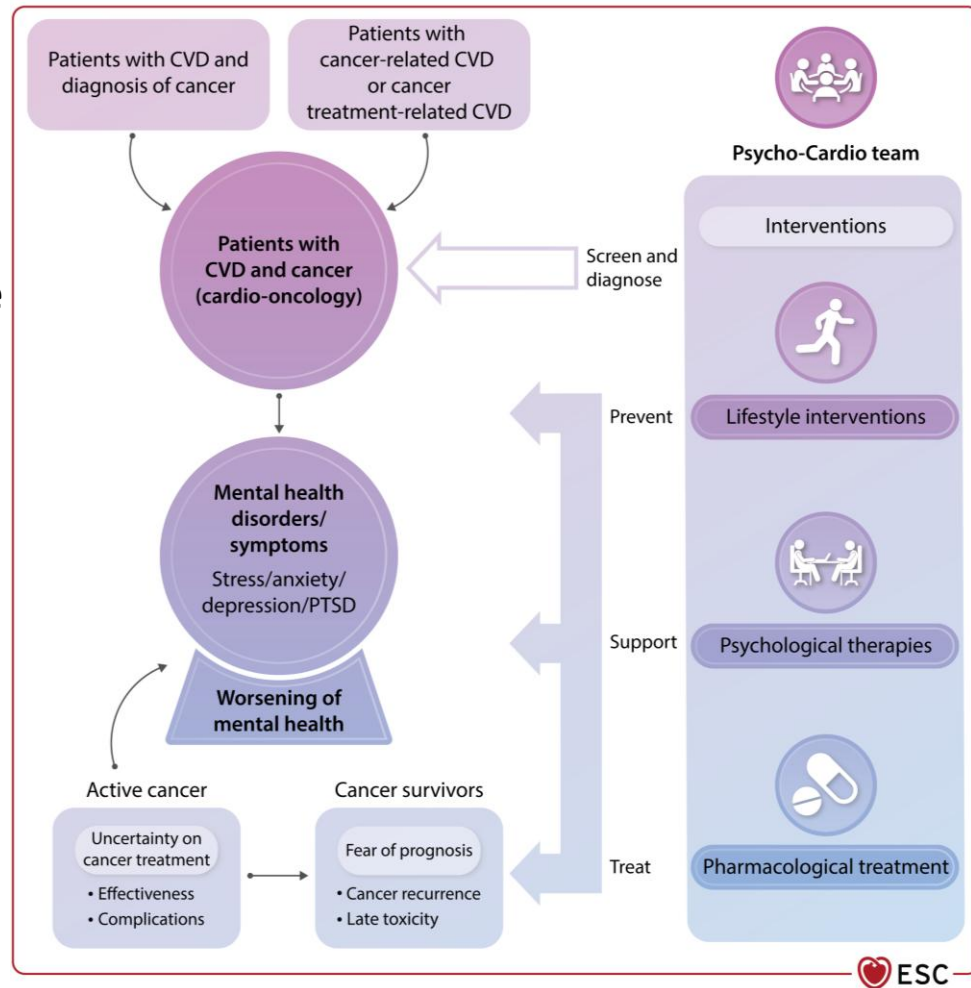 Patients with CVD and
diagnosis of cancer
Patients with
cancer-related CVD
or cancer
treatment-related CVD
Patients with
CVD and cancer
(cardio-oncology)
Mental health
disorders/
symptoms
Stress/anxiety/
depression/PTSD
Worsening of
mental health
Active cancer
Uncertainty on
cancer treatment
• Effectiveness
• Complications
Cancer survivors
Fear of prognosis
• Cancer recurrence
• Late toxicity
Screen and
diagnose
Prevent
Support
Treat
Psycho-Cardio team
Interventions
Lifestyle interventions
Psychological therapies
Pharmacological treatment
ESC
e